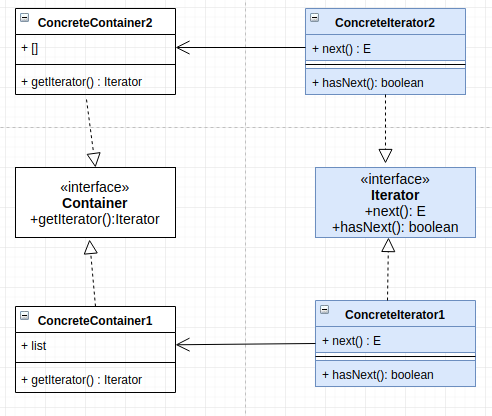 ConcreteContainer2
+ []
+ getIterator() : Iterator
ConcreteIterator2
+ next() : E
+ hasNext(): boolean
«interface»
Container
+getIterator():Iterator
«interface»
Iterator
+next(): E
+hasNext(): boolean
ConcreteContainer1
+ list
+ getIterator() : Iterator
ConcreteIterator1
+ next() : E
+ hasNext(): boolean